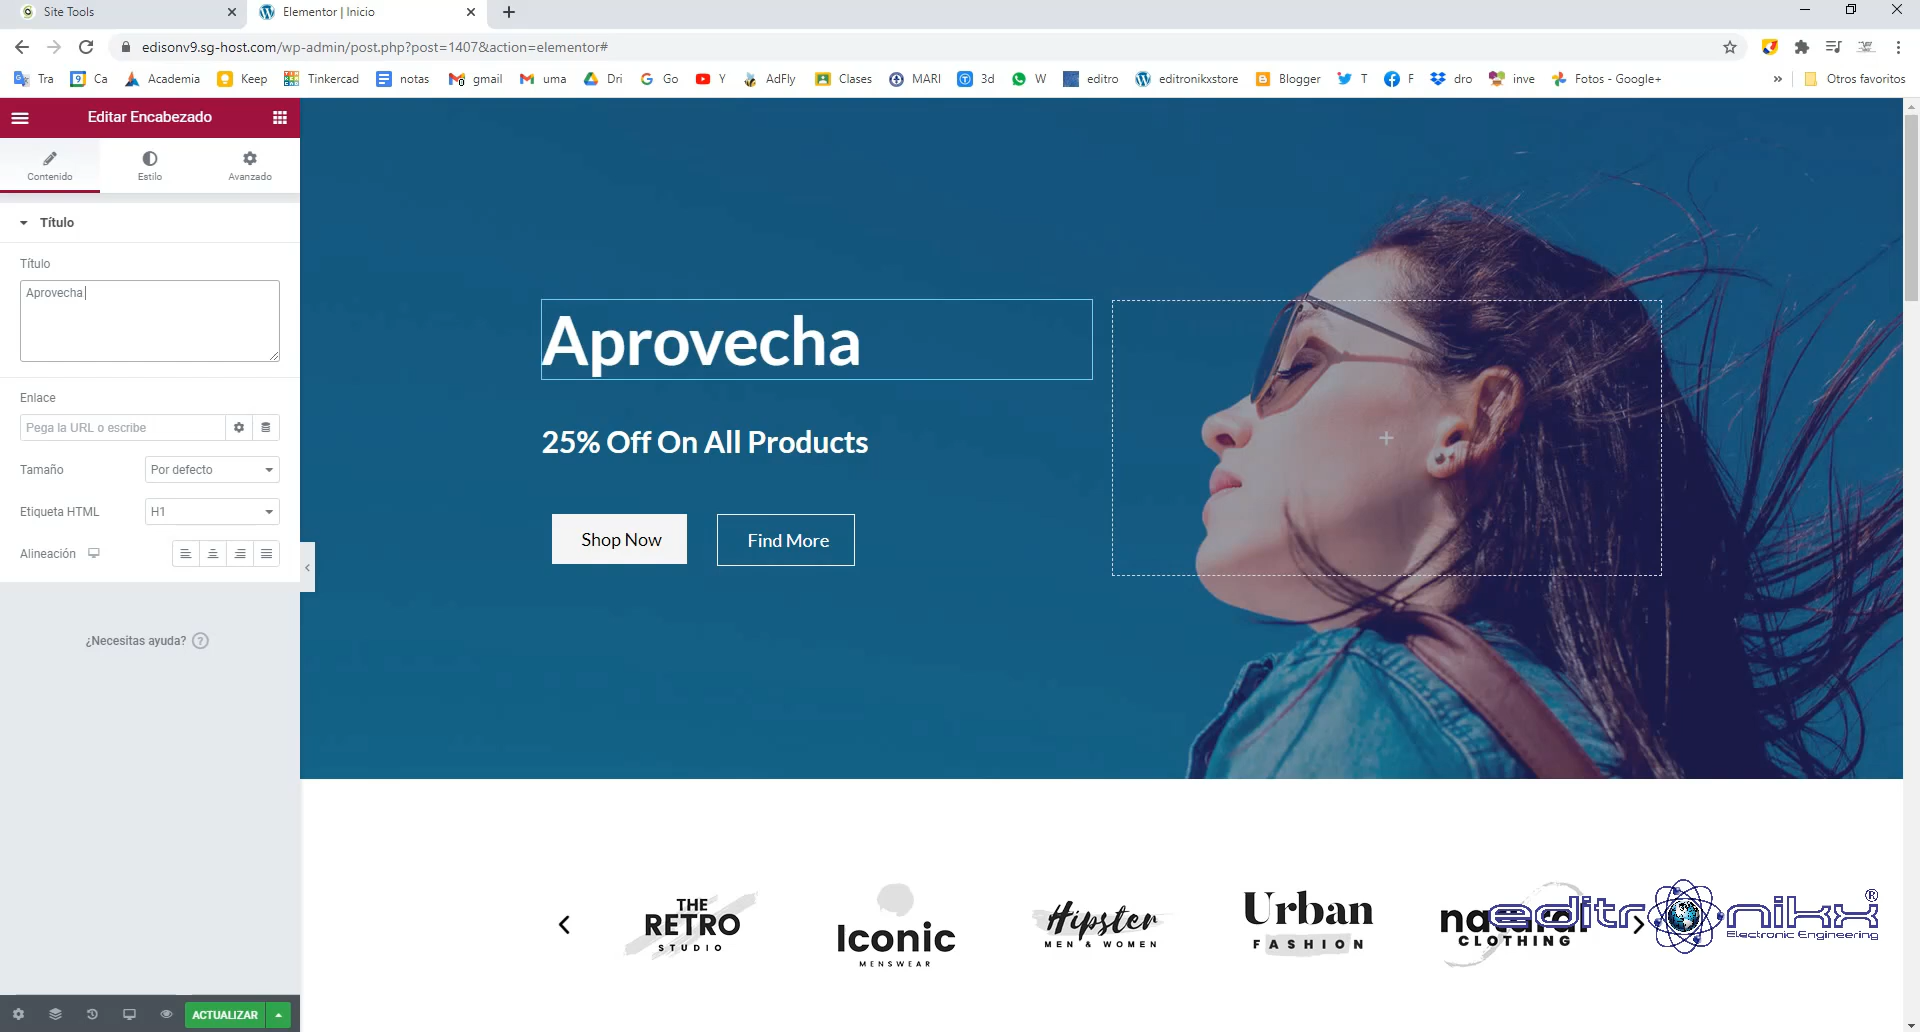 Site Tools
Elementor | Inicio
edisonv9.sg-host.com/wp-admin/post.php?post=1407&action=elementor#
Tra
9
Ca
Academia
Keep
Tinkercad
notas
gmail
uma
Dri
Go
Y
AdFly
Clases
MARI
3d
W
editro
editronikxstore
Blogger
T
F
dro
inve
Fotos - Google+
»
Otros favoritos
Editar Encabezado
Contenido
Estilo
Avanzado
Título
Título
Aprovecha
Enlace
Pega la URL o escribe
Tamaño
Por defecto
Etiqueta HTML
H1
Alineación
¿Necesitas ayuda? ?
ACTUALIZAR
Aprovecha
25% Off On All Products
Shop Now
Find More
THE
RETRO
STUDIO
Iconic
MENSWEAR
Hipster
MEN & WOMEN
Urban
FASHION
natural
CLOTHING
editronikx®
Electronic Engineering